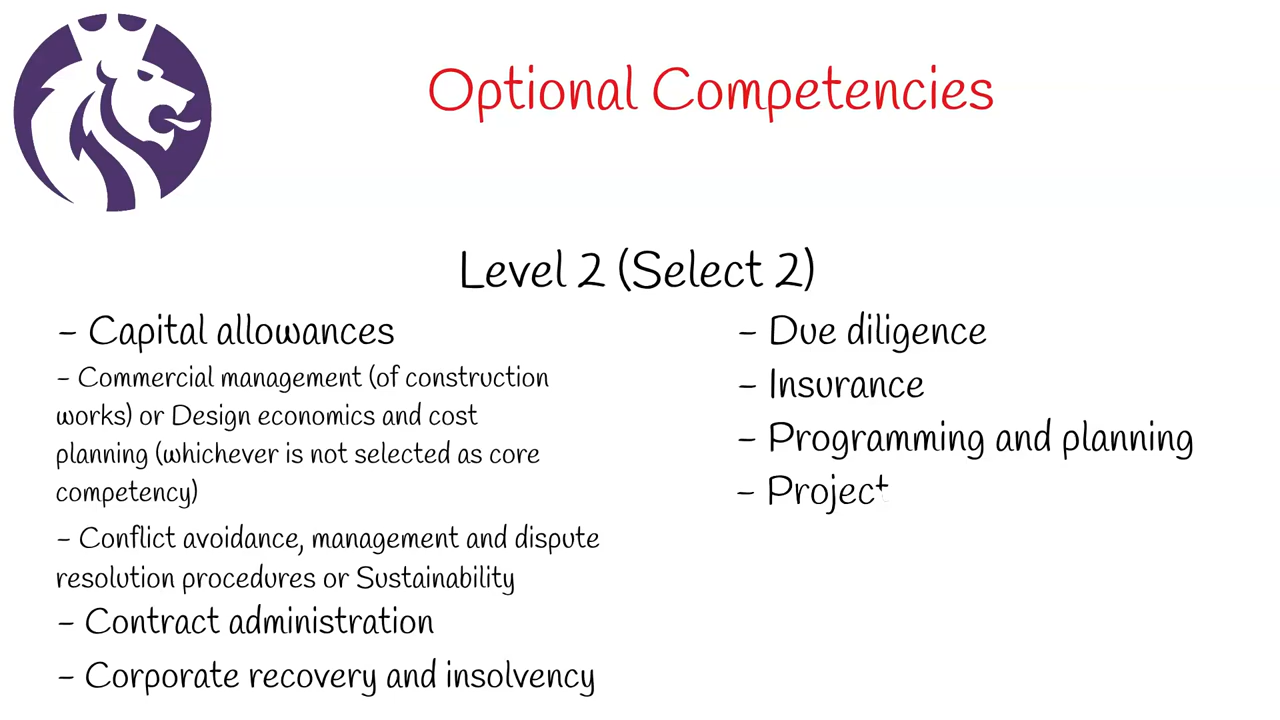 Optional Competencies
Level 2 (Select 2)
- Capital allowances
- Commercial management (of construction
works) or Design economics and cost
planning (whichever is not selected as core
competency)
- Conflict avoidance, management and dispute
resolution procedures or Sustainability
- Contract administration
- Corporate recovery and insolvency
- Due diligence
- Insurance
- Programming and planning
- Project